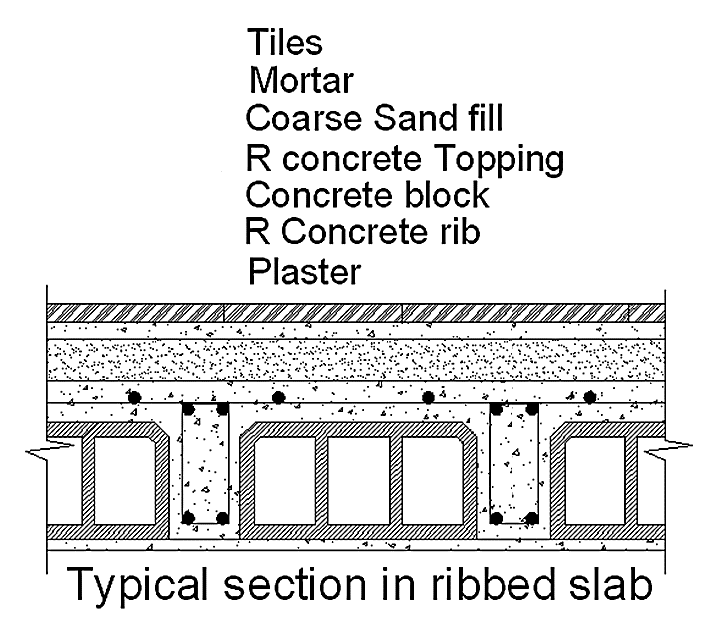 Tiles
Mortar
Coarse Sand fill
R concrete Topping
Concrete block
R Concrete rib
Plaster
Typical section in ribbed slab